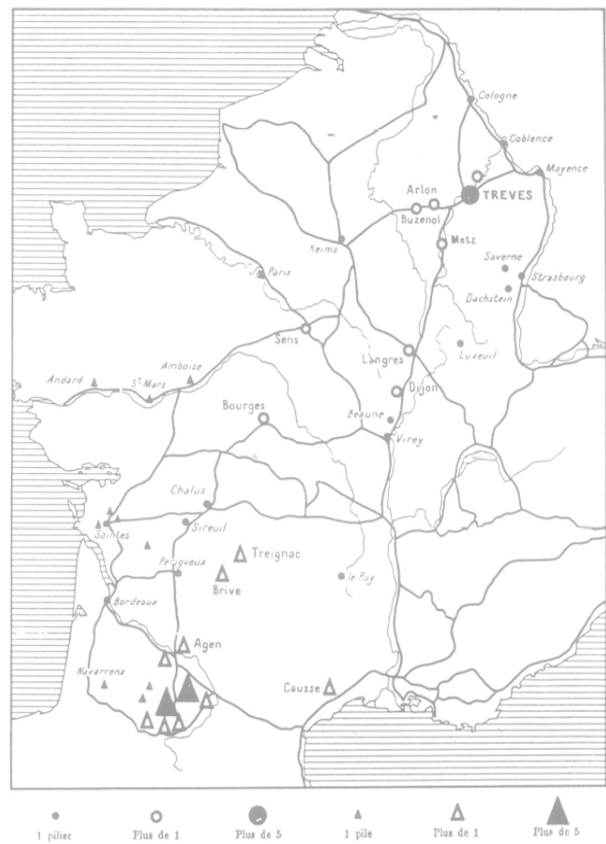 Cologne
Coblence
Mayence
TREVES
Arlon
Buzenol
Metz
Reims
Saverne
Strasbourg
Dachstein
Paris
Sens
Luxeuil
Langres
Amboise
Andard
St Mars
Dijon
Bourges
Beaune
Virey
Chalus
Saintes
Sireuil
Treignac
Périgueux
Brive
le Puy
Bordeaux
Agen
Navarrenx
Causse
1 pilier Plus de 1 Plus de 5 1 pile Plus de 1 Plus de 5